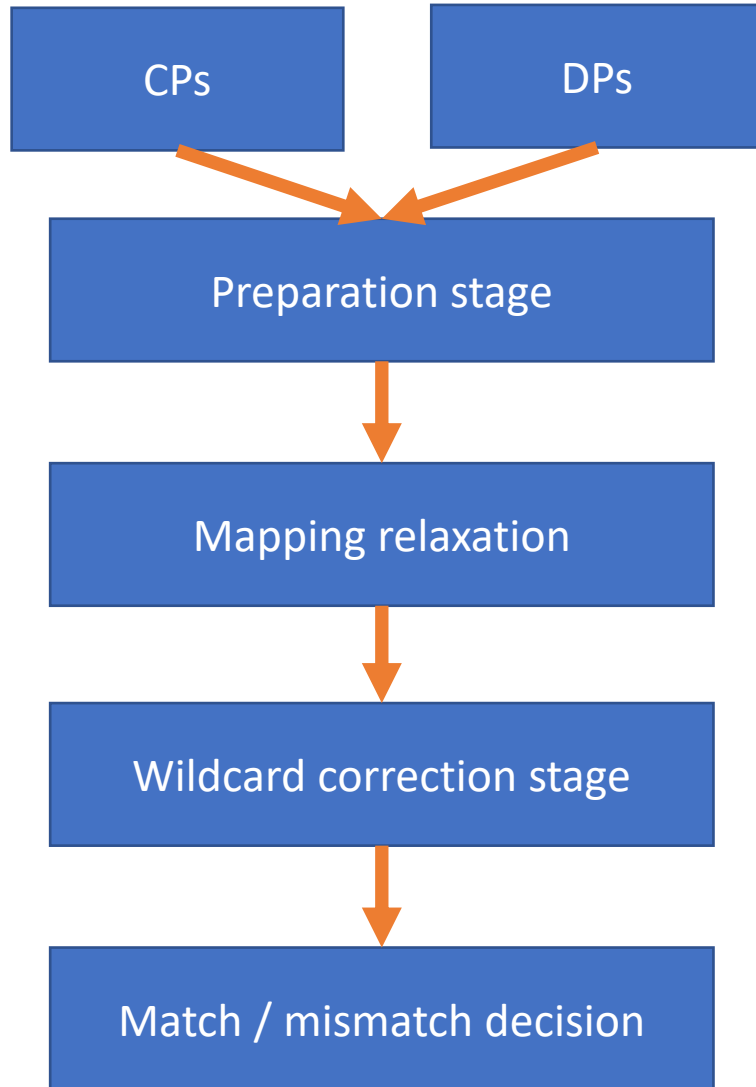 CPs
DPs
Preparation stage
Mapping relaxation
Wildcard correction stage
Match / mismatch decision